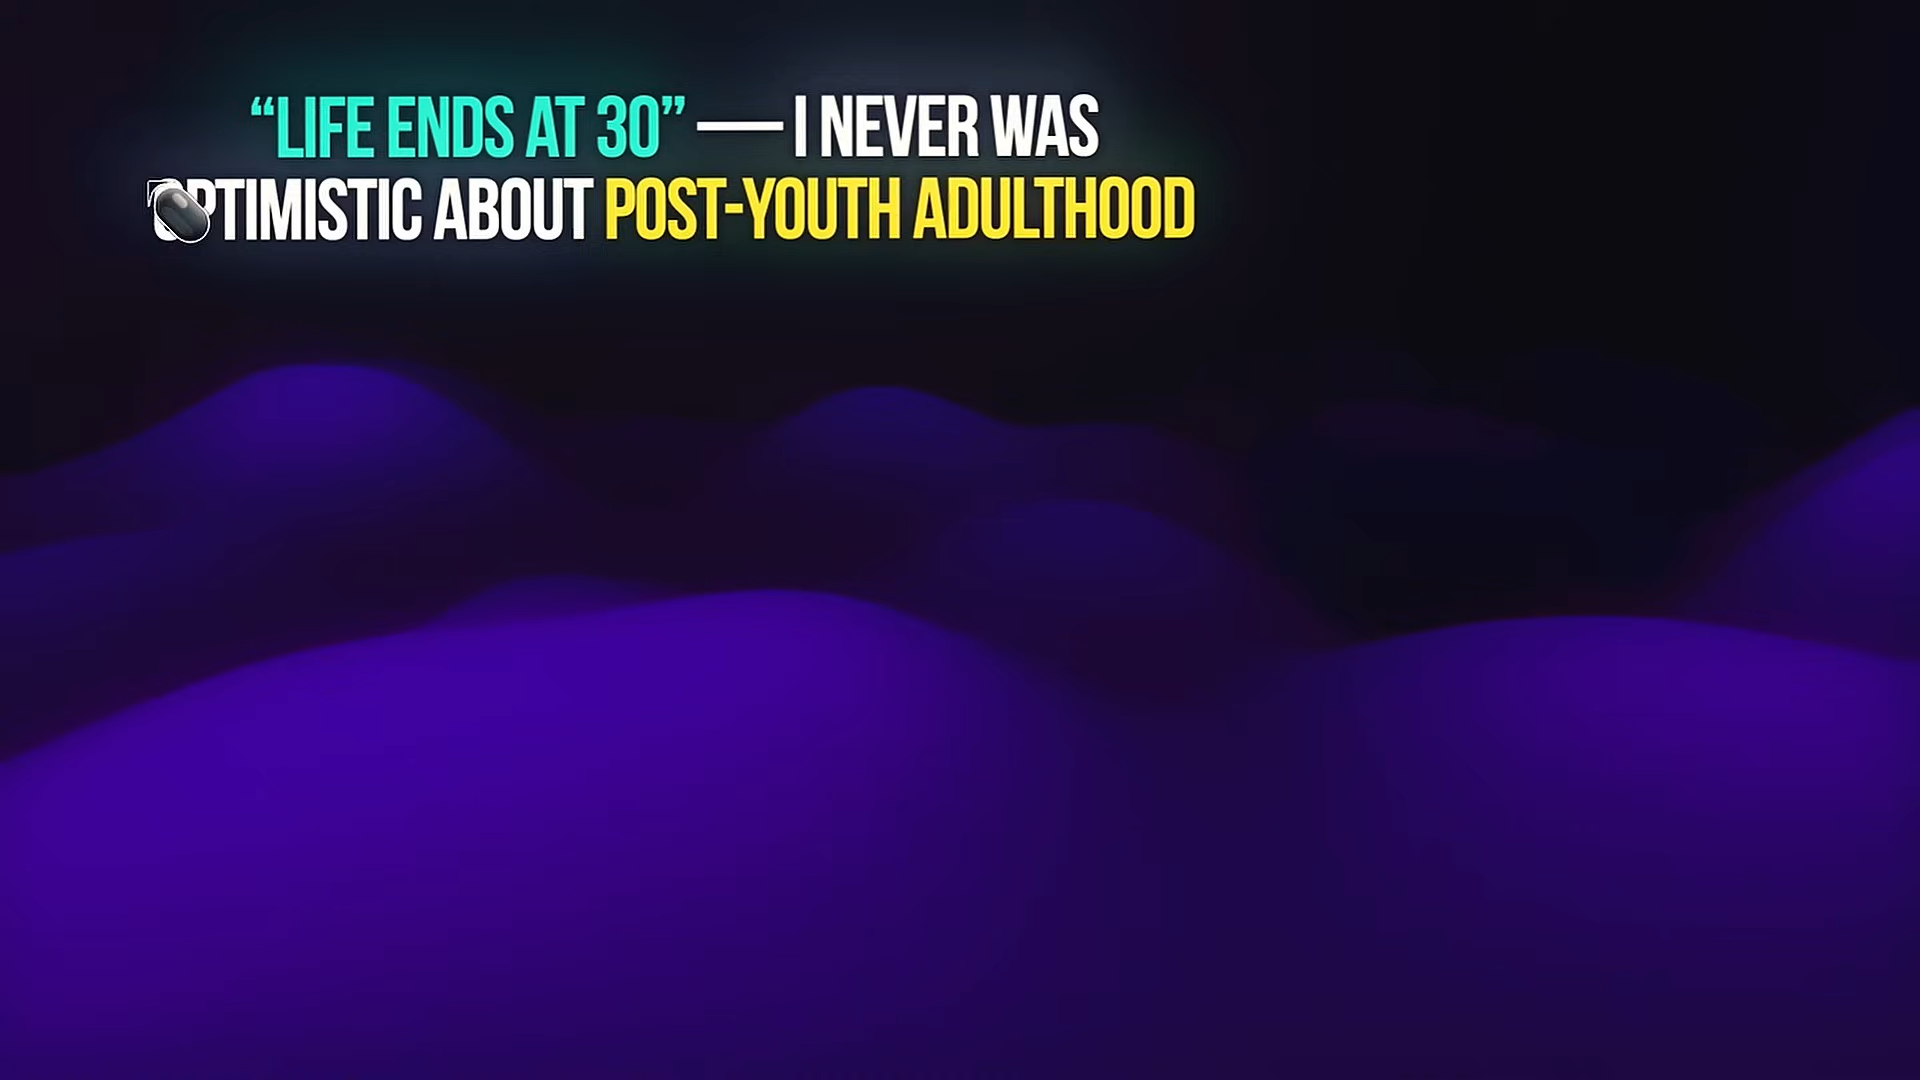 “LIFE ENDS AT 30” — I NEVER WAS
OPTIMISTIC ABOUT POST-YOUTH ADULTHOOD